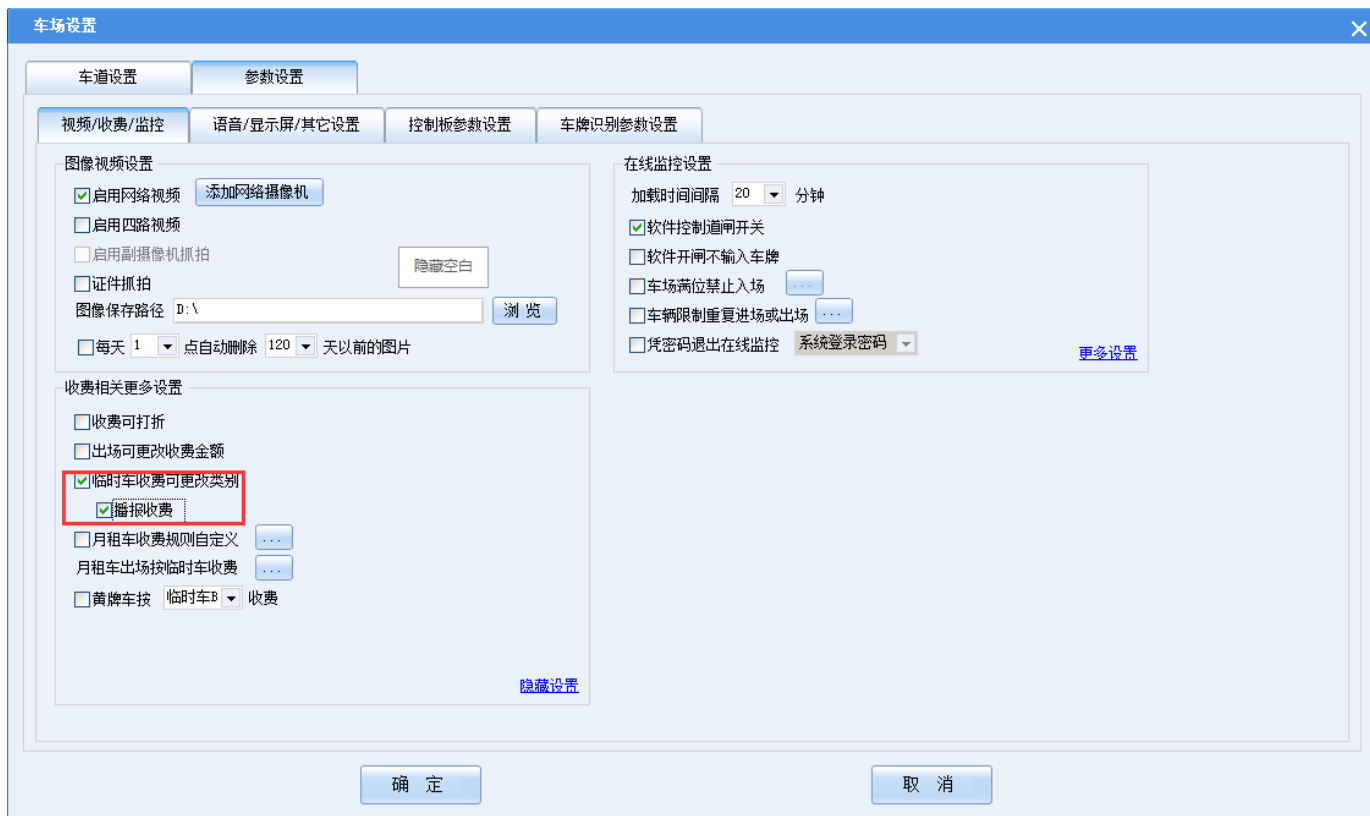 车场设置
车道设置 参数设置
视频/收费/监控 语音/显示屏/其它设置 控制板参数设置 车牌识别参数设置
图像视频设置
启用网络视频 添加网络摄像机
启用四路视频
启用副摄像机抓拍
隐藏空白
证件抓拍
图像保存路径 D:\ 浏 览
每天 1 点自动删除 120 天以前的图片
在线监控设置
加载时间间隔 20 分钟
软件控制道闸开关
软件开闸不输入车牌
车场满位禁止入场 ...
车辆限制重复进场或出场 ...
凭密码退出在线监控 系统登录密码
更多设置
收费相关更多设置
收费可打折
出场可更改收费金额
临时车收费可更改类别
播报收费
月租车收费规则自定义 ...
月租车出场按临时车收费 ...
黄牌车按 临时车B 收费
隐藏设置
确 定 取 消